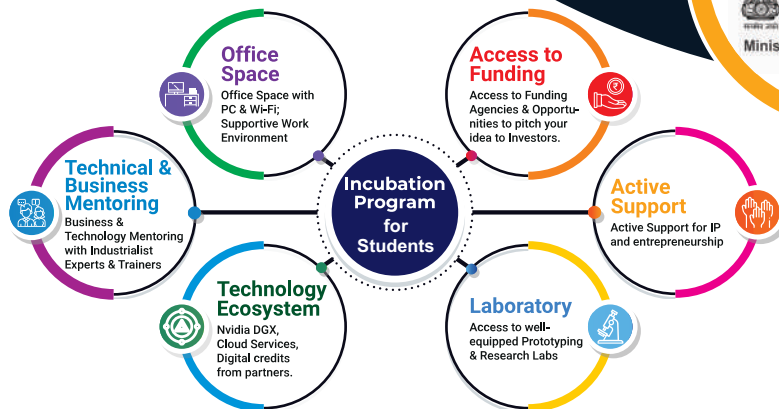 Office
Space
Office Space with
PC & Wi-Fi;
Supportive Work
Environment
Access to
Funding
Access to Funding
Agencies & Opportu-
nities to pitch your
idea to Investors.
Technical &
Business
Mentoring
Business &
Technology Mentoring
with Industrialist
Experts & Trainers
Incubation
Program
for
Students
Active
Support
Active Support for IP
and entrepreneurship
Technology
Ecosystem
Nvidia DGX,
Cloud Services,
Digital credits
from partners.
Laboratory
Access to well-
equipped Prototyping
& Research Labs
Minis